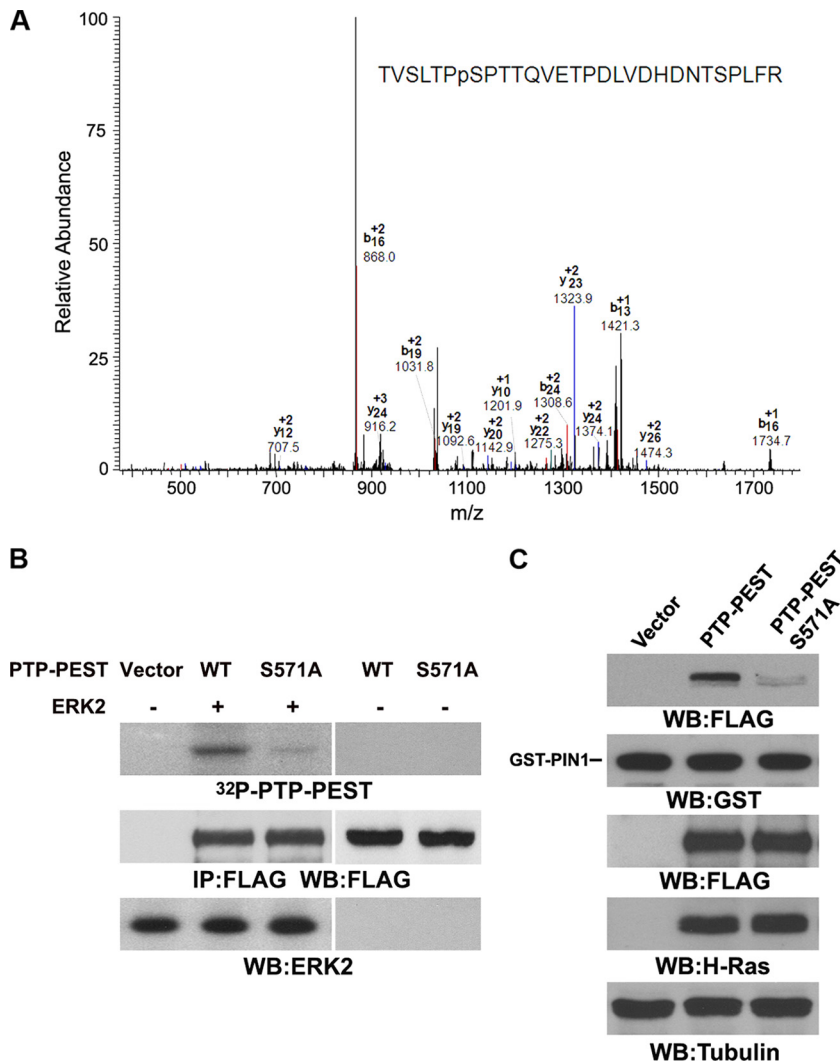 A
100
75
50
25
0
Relative Abundance
TVSLTPpSPTTQVETPDLVDHDNTSPLFR
b16+2
868.0
y23+2
1323.9
b13+1
1421.3
b19+2
1031.8
y10+1
1201.9
b24+2
1308.6
y24+3
916.2
y19+2
1092.6
y20+2
1142.9
y22+2
1275.3
y24+2
1374.1
y26+2
1474.3
b16+1
1734.7
y12+2
707.5
500 700 900 1100 1300 1500 1700
m/z
B
PTP-PEST Vector WT S571A WT S571A
ERK2 - + + - -
32P-PTP-PEST
IP:FLAG WB:FLAG
WB:ERK2
C
Vector
PTP-PEST
PTP-PEST
S571A
WB:FLAG
GST-PIN1
WB:GST
WB:FLAG
WB:H-Ras
WB:Tubulin